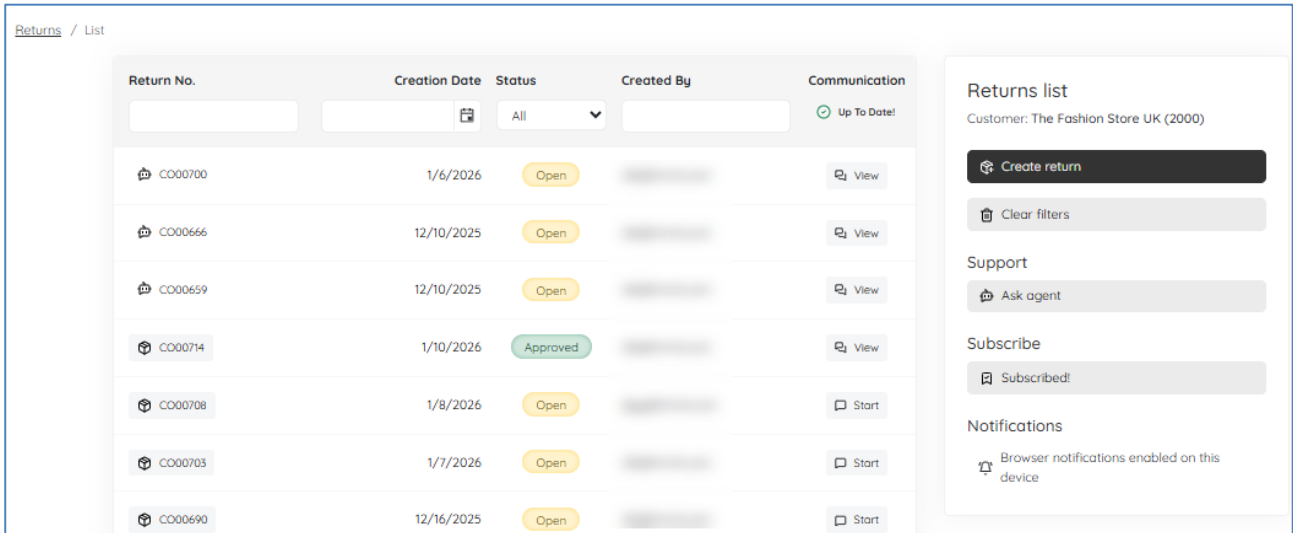 Returns / List
Return No. Creation Date Status Created By Communication
All Up To Date!
CO00700 1/6/2026 Open View
CO00666 12/10/2025 Open View
CO00659 12/10/2025 Open View
CO00714 1/10/2026 Approved View
CO00708 1/8/2026 Open Start
CO00703 1/7/2026 Open Start
CO00690 12/16/2025 Open Start
Returns list
Customer: The Fashion Store UK (2000)
Create return
Clear filters
Support
Ask agent
Subscribe
Subscribed!
Notifications
Browser notifications enabled on this
device